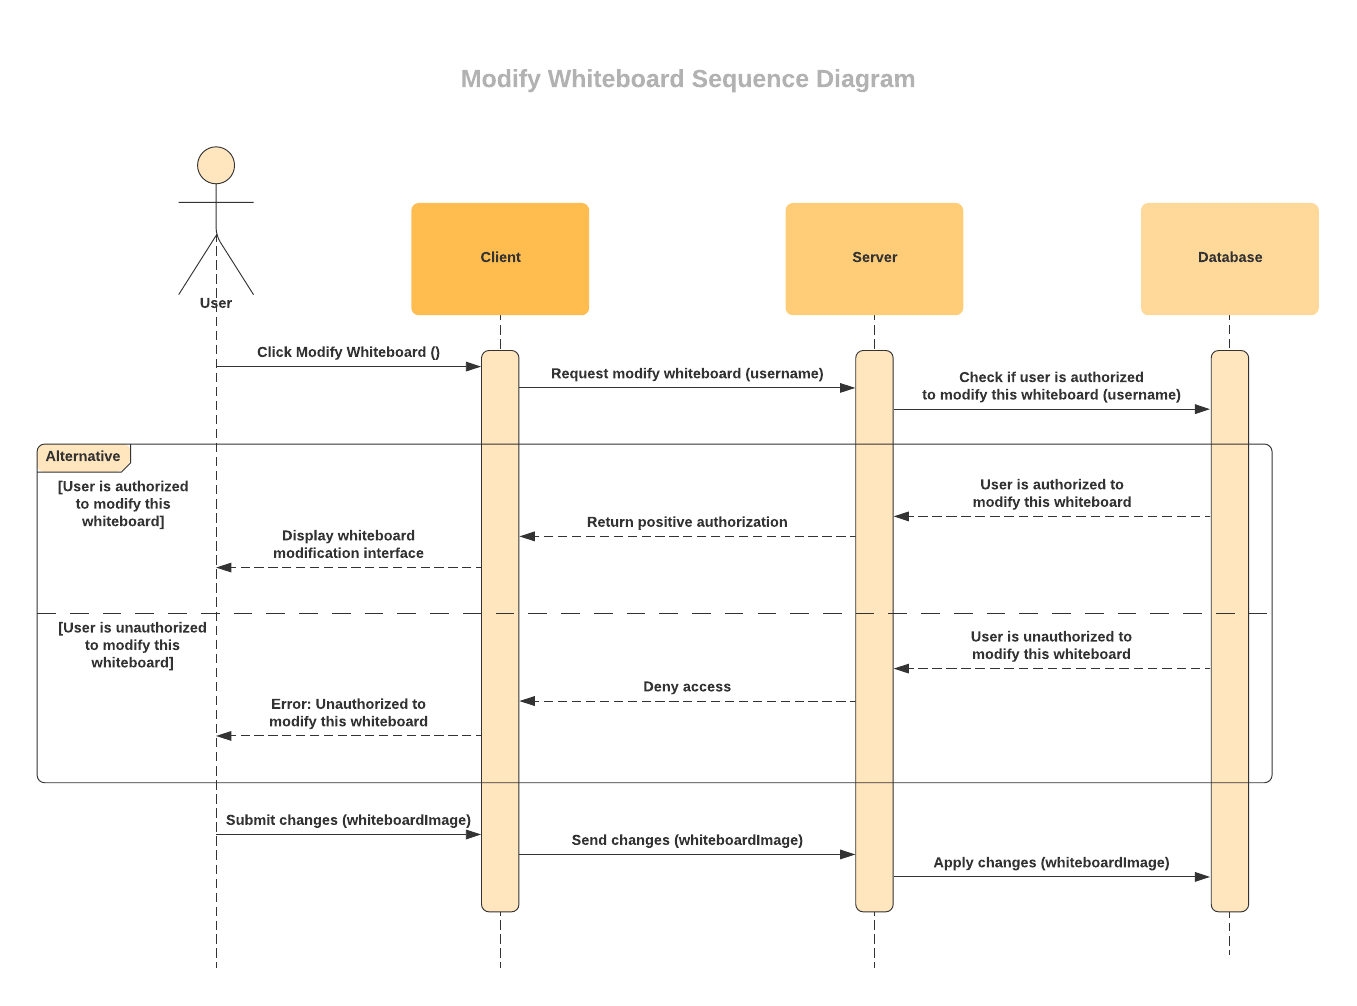 Modify Whiteboard Sequence Diagram
User
Client
Server
Database
Click Modify Whiteboard ()
Request modify whiteboard (username)
Check if user is authorized
to modify this whiteboard (username)
Alternative
[User is authorized
to modify this
whiteboard]
User is authorized to
modify this whiteboard
Return positive authorization
Display whiteboard
modification interface
[User is unauthorized
to modify this
whiteboard]
User is unauthorized to
modify this whiteboard
Deny access
Error: Unauthorized to
modify this whiteboard
Submit changes (whiteboardImage)
Send changes (whiteboardImage)
Apply changes (whiteboardImage)